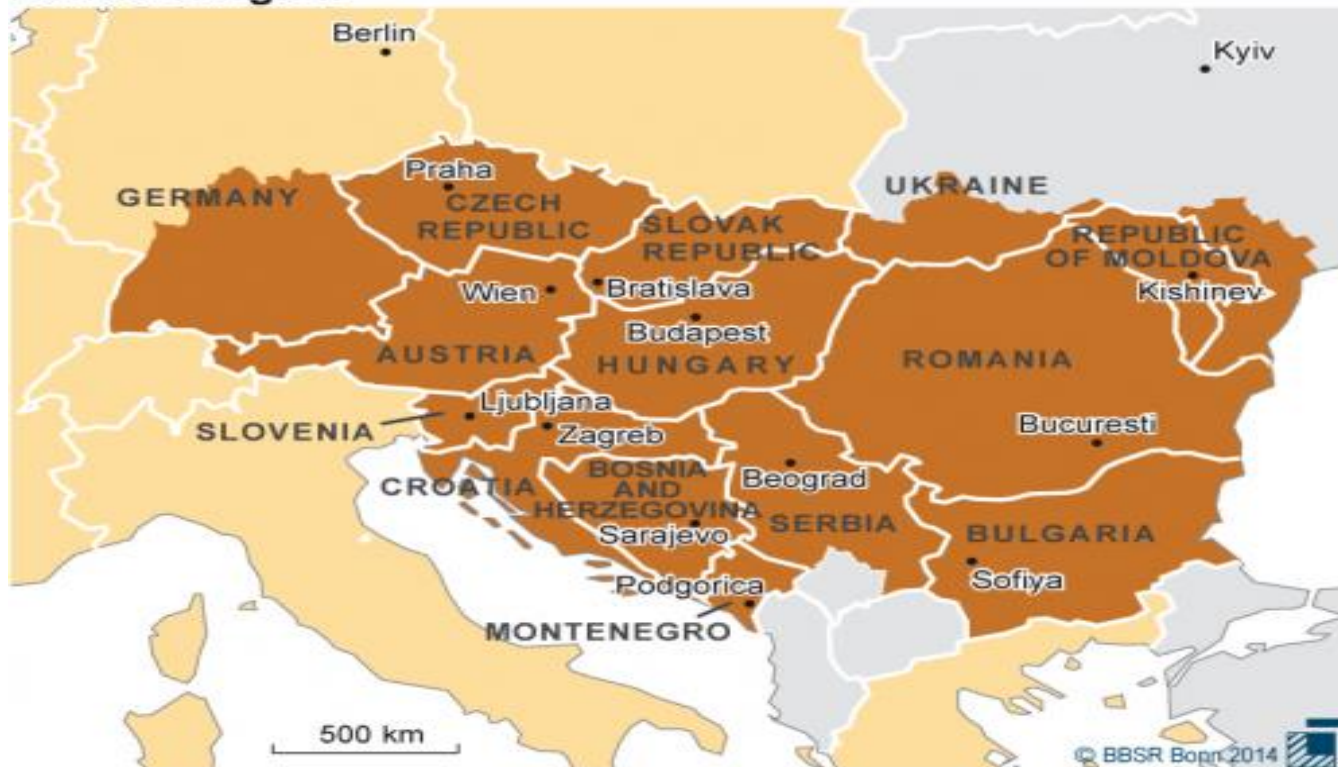 Berlin
Kyiv
Praha
GERMANY
CZECH
REPUBLIC
UKRAINE
SLOVAK
REPUBLIC
REPUBLIC
OF MOLDOVA
Kishinev
Wien
Bratislava
Budapest
AUSTRIA
HUNGARY
ROMANIA
Ljubljana
SLOVENIA
Zagreb
Bucuresti
CROATIA
BOSNIA
AND
HERZEGOVINA
Beograd
Sarajevo
SERBIA
BULGARIA
Sofiya
Podgorica
MONTENEGRO
500 km
© BBSR Bonn 2014